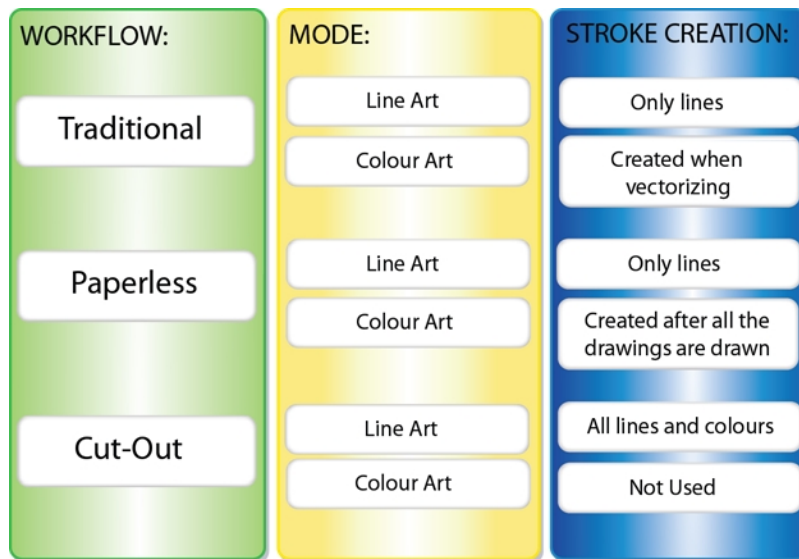 WORKFLOW:
MODE:
STROKE CREATION:
Traditional
Line Art
Only lines
Colour Art
Created when
vectorizing
Paperless
Line Art
Only lines
Colour Art
Created after all the
drawings are drawn
Cut-Out
Line Art
All lines and colours
Colour Art
Not Used